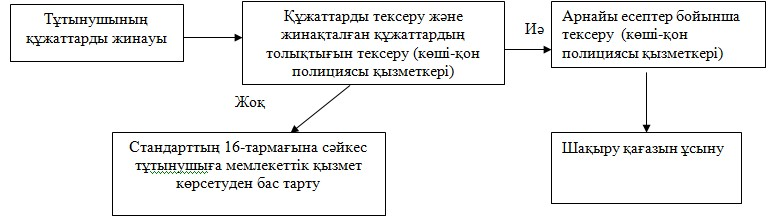 Тұтынушының
құжаттарды жинауы
Құжаттарды тексеру және
жинақталған құжаттардың
толықтығын тексеру (көші-қон
полициясы қызметкері)
Иә
Арнайы есептер бойынша
тексеру (көші-қон
полициясы қызметкері)
Жоқ
Стандарттың 16-тармағына сәйкес
тұтынушыға мемлекеттік қызмет
көрсетуден бас тарту
Шақыру қағазын ұсыну